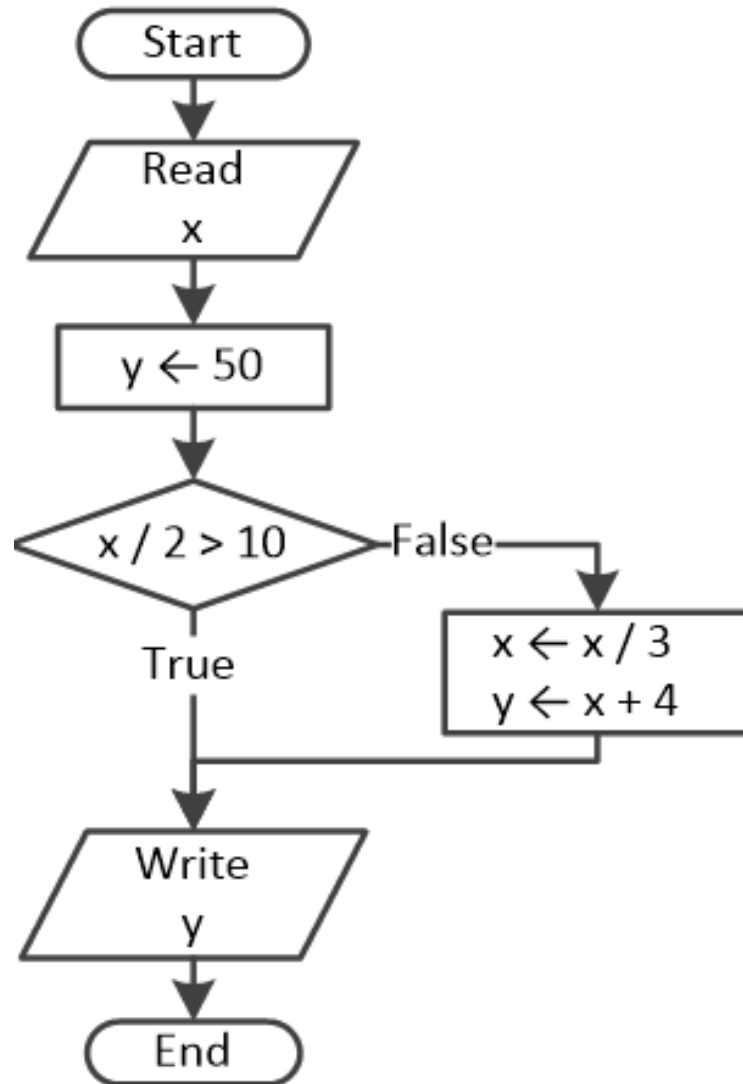 Start
Read
x
y ← 50
x / 2 > 10
False
True
x ← x / 3
y ← x + 4
Write
y
End